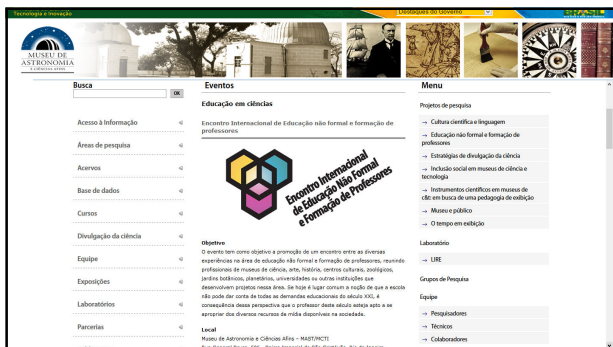 Tecnologia e Inovação
Destaques do Governo
BRASIL
MUSEU DE
ASTRONOMIA
E CIÊNCIAS AFINS
Busca
OK
Acesso à Informação
Áreas de pesquisa
Acervos
Base de dados
Cursos
Divulgação da ciência
Equipe
Exposições
Laboratórios
Parcerias
Eventos
Educação em ciências
Encontro Internacional de Educação não formal e formação de
professores
Encontro Internacional
de Educação Não Formal
e Formação de Professores
Objetivo
O evento tem como objetivo a promoção de um encontro entre as diversas
experiências na área de educação não formal e formação de professores, reunindo
profissionais de museus de ciência, arte, história, centros culturais, zoológicos,
jardins botânicos, planetários, universidades ou outras instituições que
desenvolvem projetos nessa área. Se hoje é lugar comum a noção de que a escola
não pode dar conta de todas as demandas educacionais do século XXI, é
consequência dessa perspectiva que o professor deste século esteja apto a se
apropriar dos diversos recursos de mídia disponíveis na sociedade.
Local
Museu de Astronomia e Ciências Afins – MAST/MCTI
Menu
Projetos de pesquisa
→ Cultura científica e linguagem
→ Educação não formal e formação de
professores
→ Estratégias de divulgação da ciência
→ Inclusão social em museus de ciência e
tecnologia
→ Instrumentos científicos em museus de
c&t: em busca de uma pedagogia de exibição
→ Museu e público
→ O tempo em exibição
Laboratório
→ LIRE
Grupos de Pesquisa
Equipe
→ Pesquisadores
→ Técnicos
→ Colaboradores